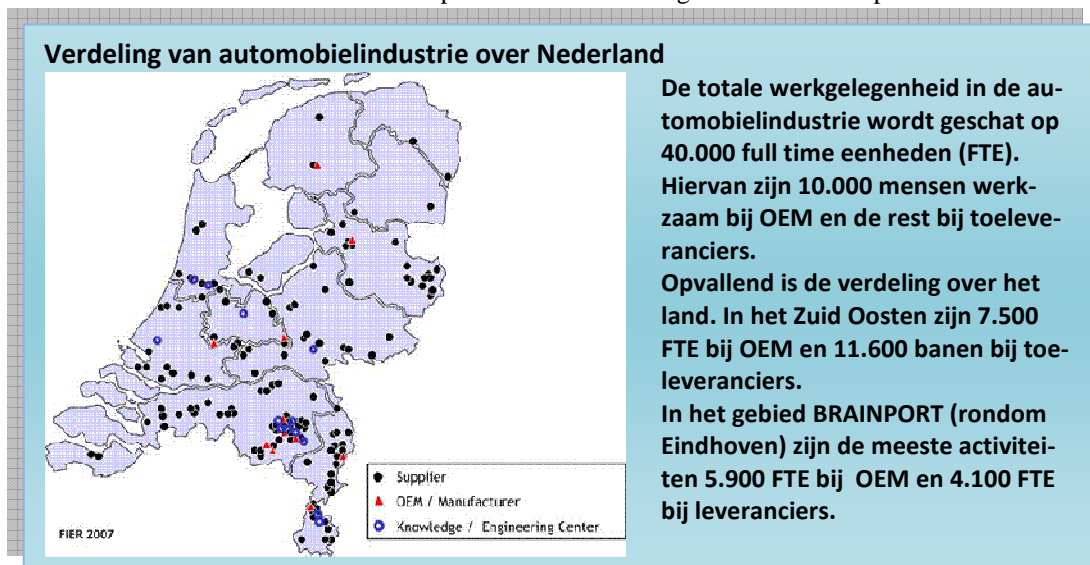 Verdeling van automobielindustrie over Nederland
De totale werkgelegenheid in de au-
tomobielindustrie wordt geschat op
40.000 full time eenheden (FTE).
Hiervan zijn 10.000 mensen werk-
zaam bij OEM en de rest bij toeleve-
ranciers.
Opvallend is de verdeling over het
land. In het Zuid Oosten zijn 7.500
FTE bij OEM en 11.600 banen bij toe-
leveranciers.
In het gebied BRAINPORT (rondom
Eindhoven) zijn de meeste activitei-
ten 5.900 FTE bij OEM en 4.100 FTE
bij leveranciers.
Supplier
OEM / Manufacturer
Knowledge / Engineering Center
FIER 2007